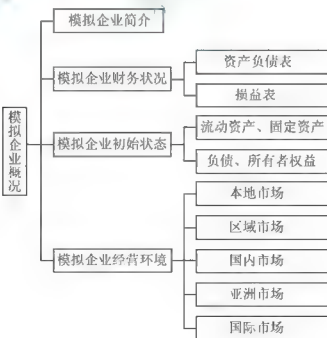 模拟企业概况
模拟企业简介
模拟企业财务状况
资产负债表
损益表
模拟企业初始状态
流动资产、固定资产
负债、所有者权益
模拟企业经营环境
本地市场
区域市场
国内市场
亚洲市场
国际市场